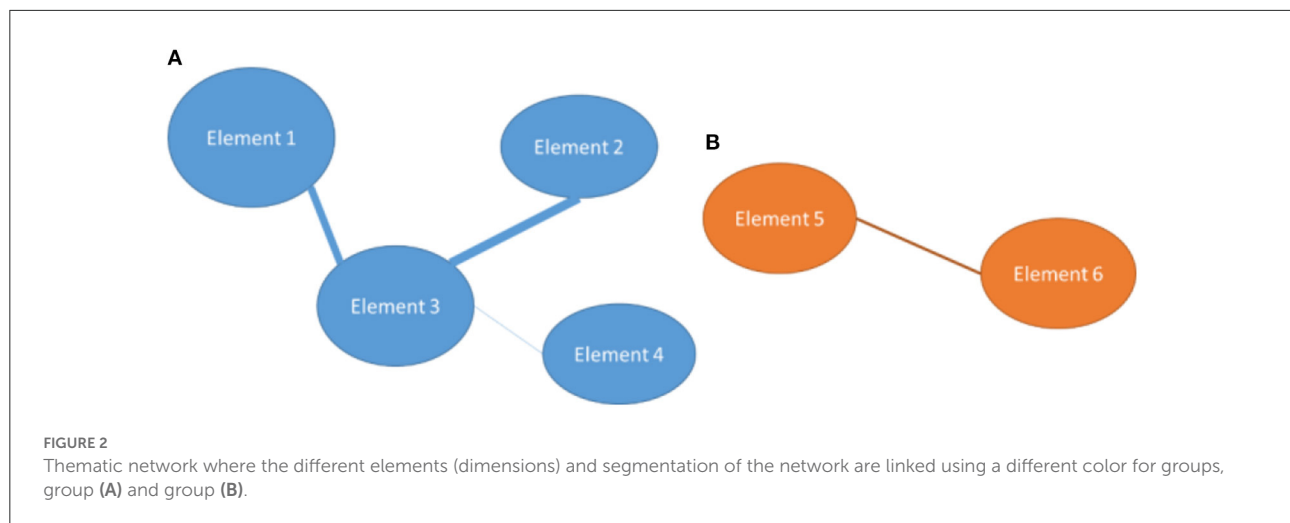 A
Element 1
Element 2
B
Element 5
Element 6
Element 3
Element 4
FIGURE 2
Thematic network where the different elements (dimensions) and segmentation of the network are linked using a different color for groups,
group (A) and group (B).